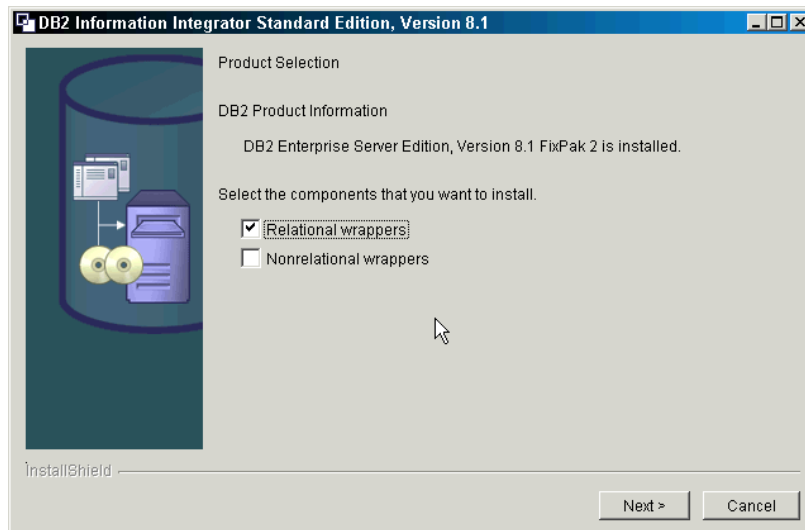 DB2 Information Integrator Standard Edition, Version 8.1
Product Selection
DB2 Product Information
DB2 Enterprise Server Edition, Version 8.1 FixPak 2 is installed.
Select the components that you want to install.
Relational wrappers
Nonrelational wrappers
InstallShield
Next >
Cancel